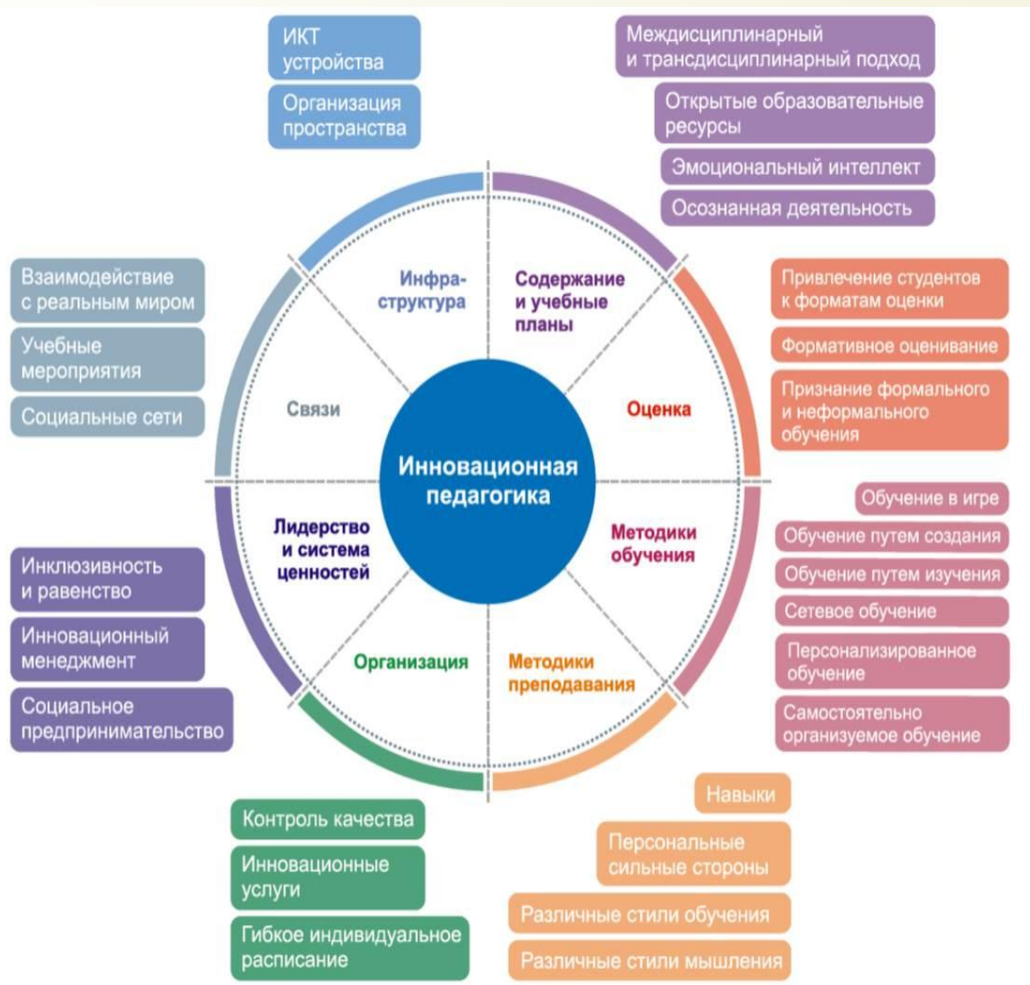 ИКТ
устройства
Организация
пространства
Междисциплинарный
и трансдисциплинарный подход
Открытые образовательные
ресурсы
Эмоциональный интеллект
Осознанная деятельность
Инфра-
структура
Содержание
и учебные
планы
Взаимодействие
с реальным миром
Учебные
мероприятия
Социальные сети
Связи
Оценка
Привлечение студентов
к форматам оценки
Формативное оценивание
Признание формального
и неформального
обучения
Инновационная
педагогика
Лидерство
и система
ценностей
Методики
обучения
Обучение в игре
Обучение путем создания
Обучение путем изучения
Сетевое обучение
Персонализированное
обучение
Самостоятельно
организуемое обучение
Инклюзивность
и равенство
Инновационный
менеджмент
Социальное
предпринимательство
Организация
Методики
преподавания
Контроль качества
Инновационные
услуги
Гибкое индивидуальное
расписание
Навыки
Персональные
сильные стороны
Различные стили обучения
Различные стили мышления